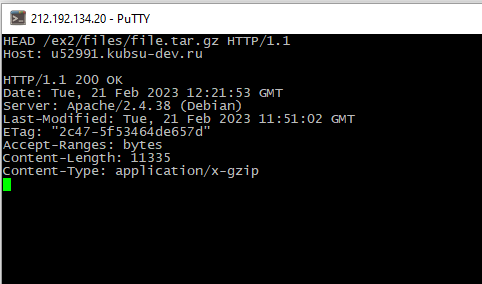 212.192.134.20 - PuTTY
HEAD /ex2/files/file.tar.gz HTTP/1.1
Host: u52991.kubsu-dev.ru
HTTP/1.1 200 OK
Date: Tue, 21 Feb 2023 12:21:53 GMT
Server: Apache/2.4.38 (Debian)
Last-Modified: Tue, 21 Feb 2023 11:51:02 GMT
ETag: "2c47-5f53464de657d"
Accept-Ranges: bytes
Content-Length: 11335
Content-Type: application/x-gzip